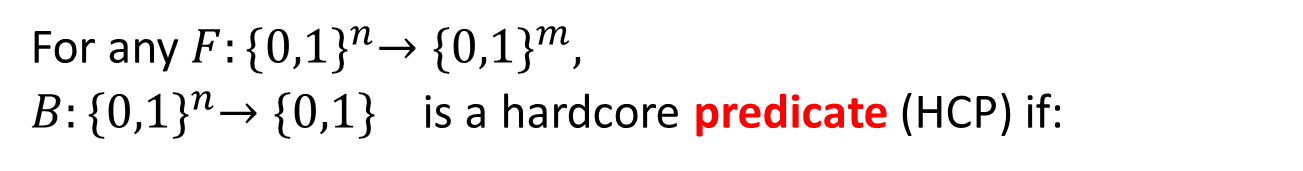 For any 𝐹: {0,1}ⁿ → {0,1}ᵐ,
𝐵: {0,1}ⁿ → {0,1} is a hardcore predicate (HCP) if: